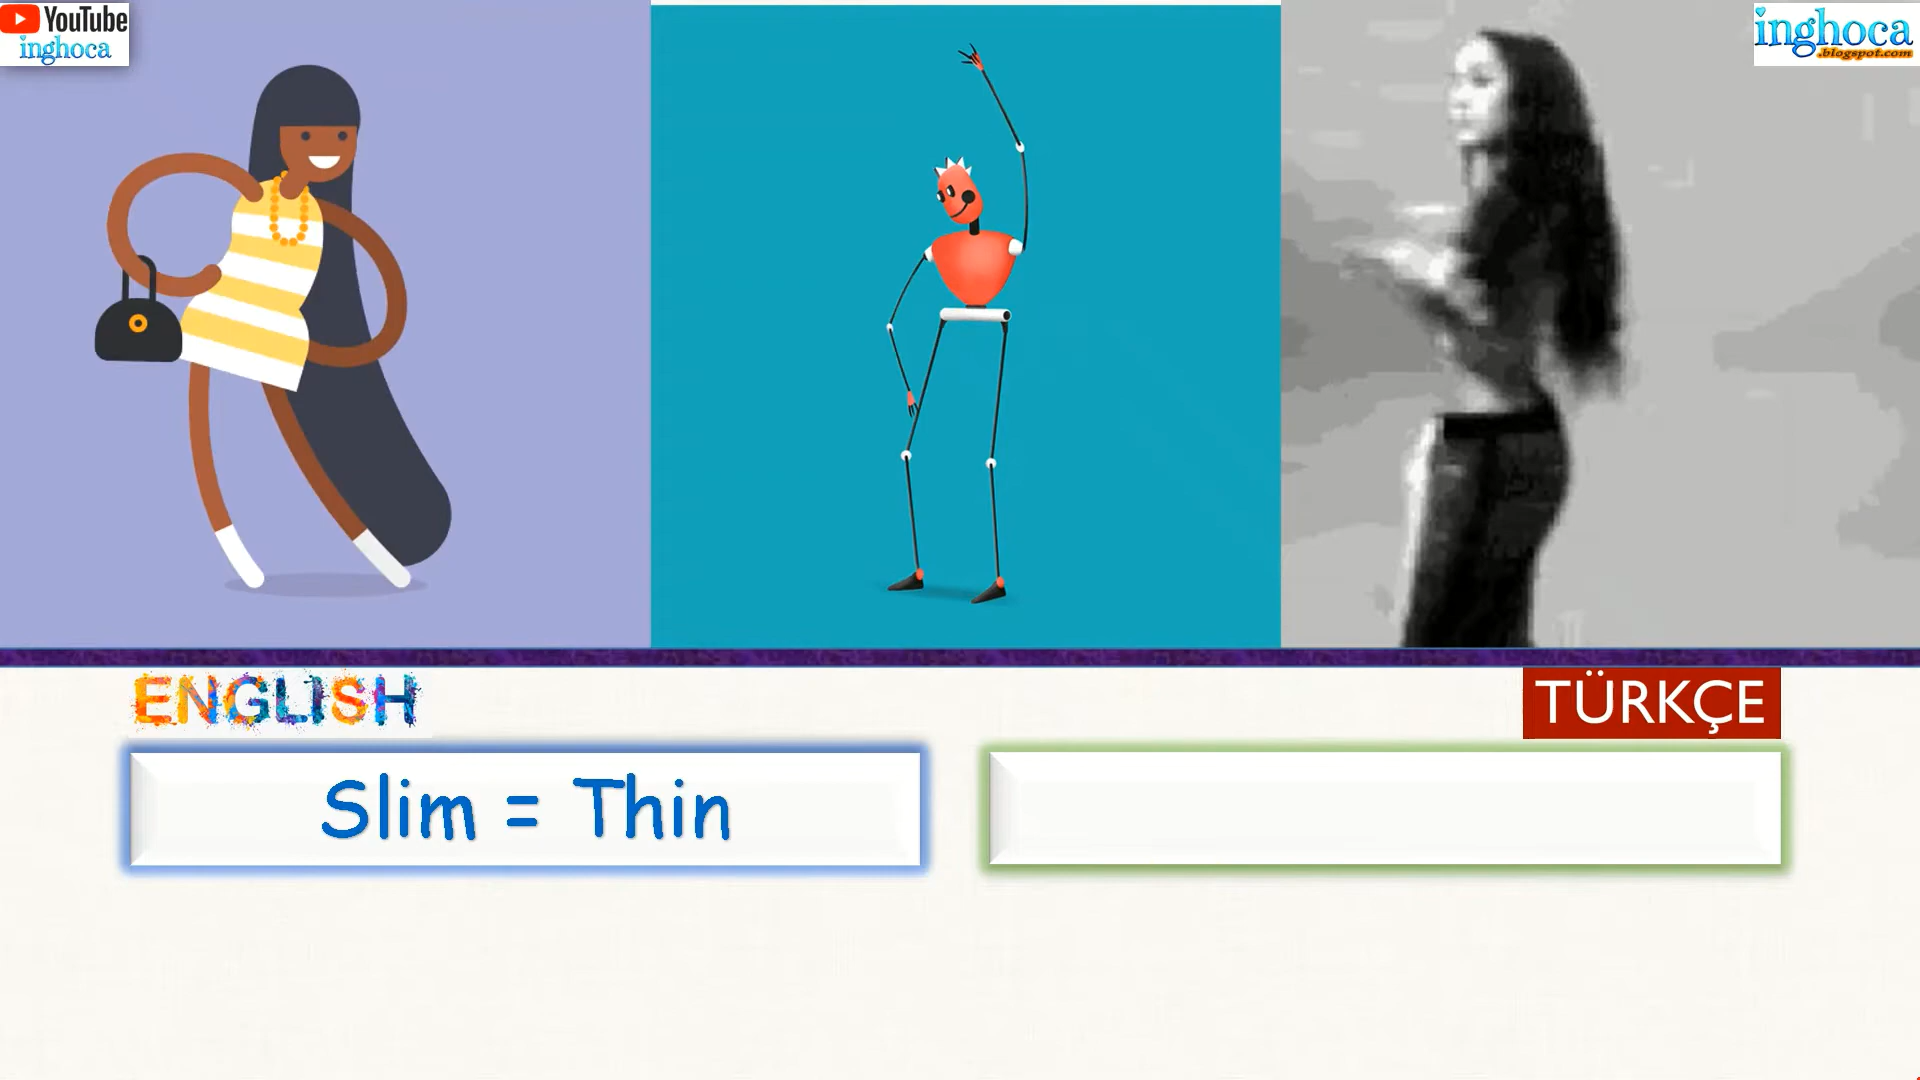 YouTube
inghoca
inghoca
.blogspot.com
ENGLISH
TÜRKÇE
Slim = Thin